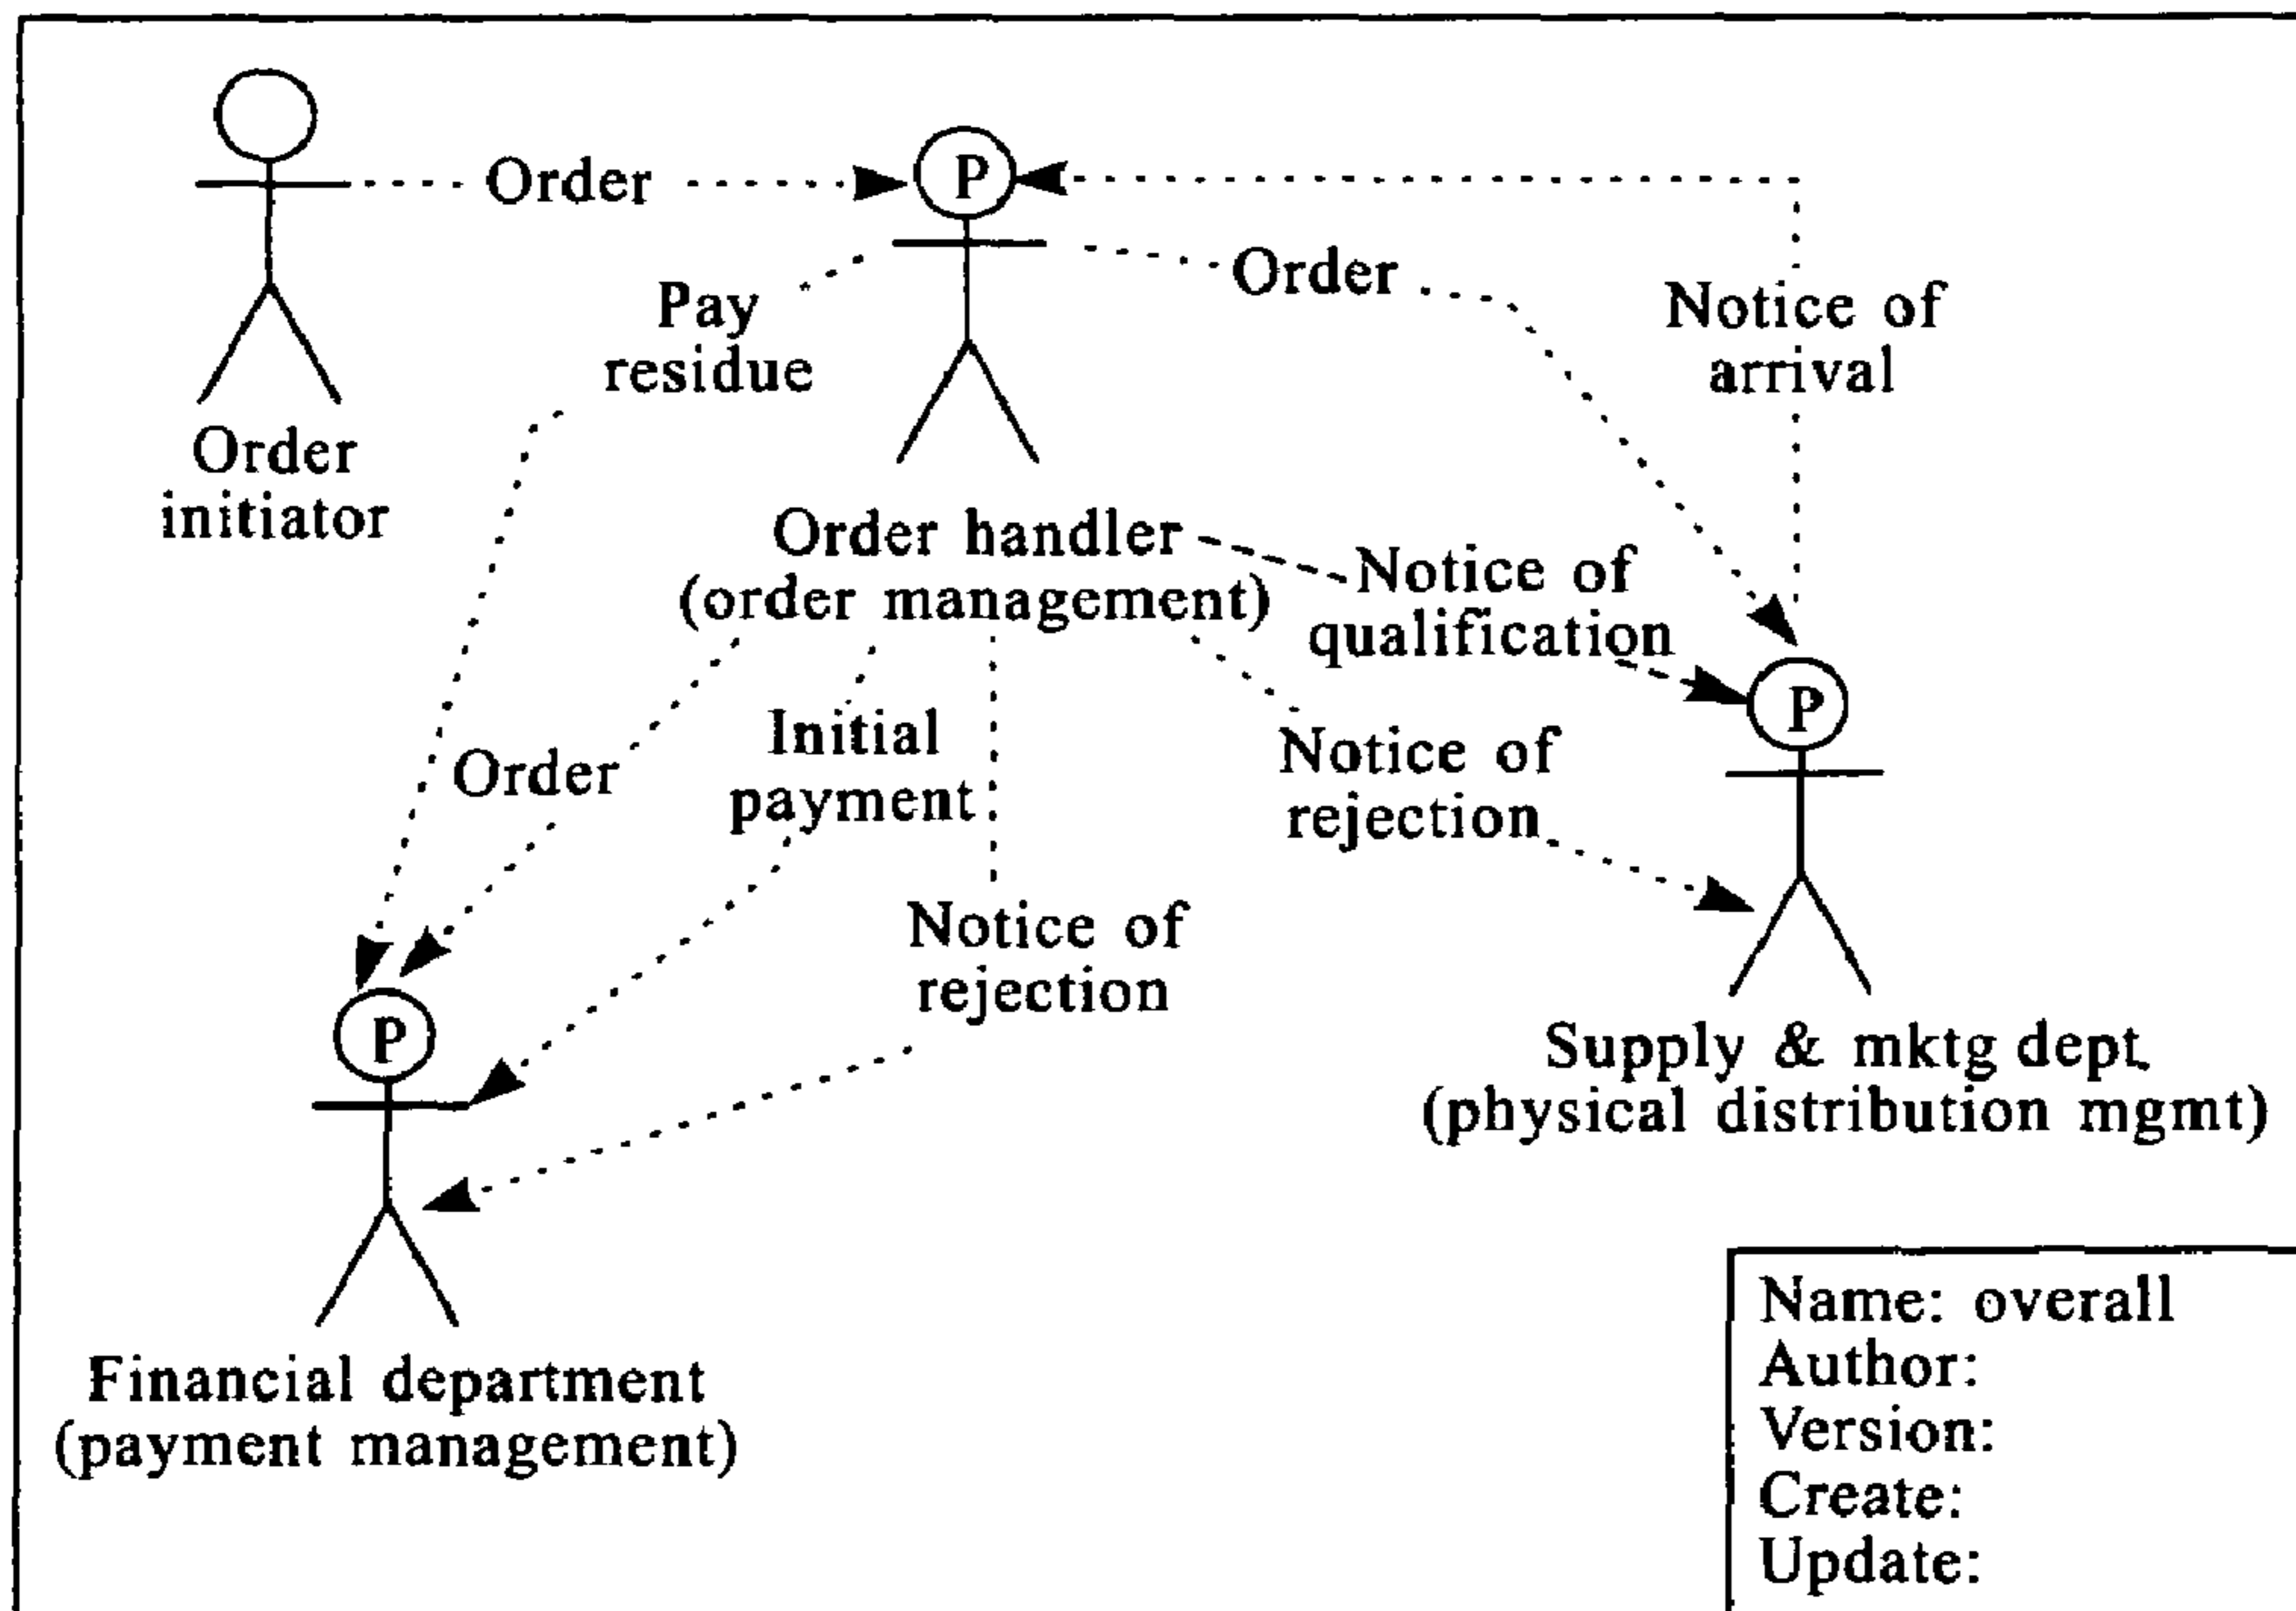 P
Order
Order
Pay
residue
Notice of
arrival
Order
initiator
Order handler
(order management)
Notice of
qualification
P
Initial
payment
Order
Notice of
rejection
Notice of
rejection
P
Supply & mktg dept.
(physical distribution mgmt)
Financial department
(payment management)
Name: overall
Author:
Version:
Create:
Update: